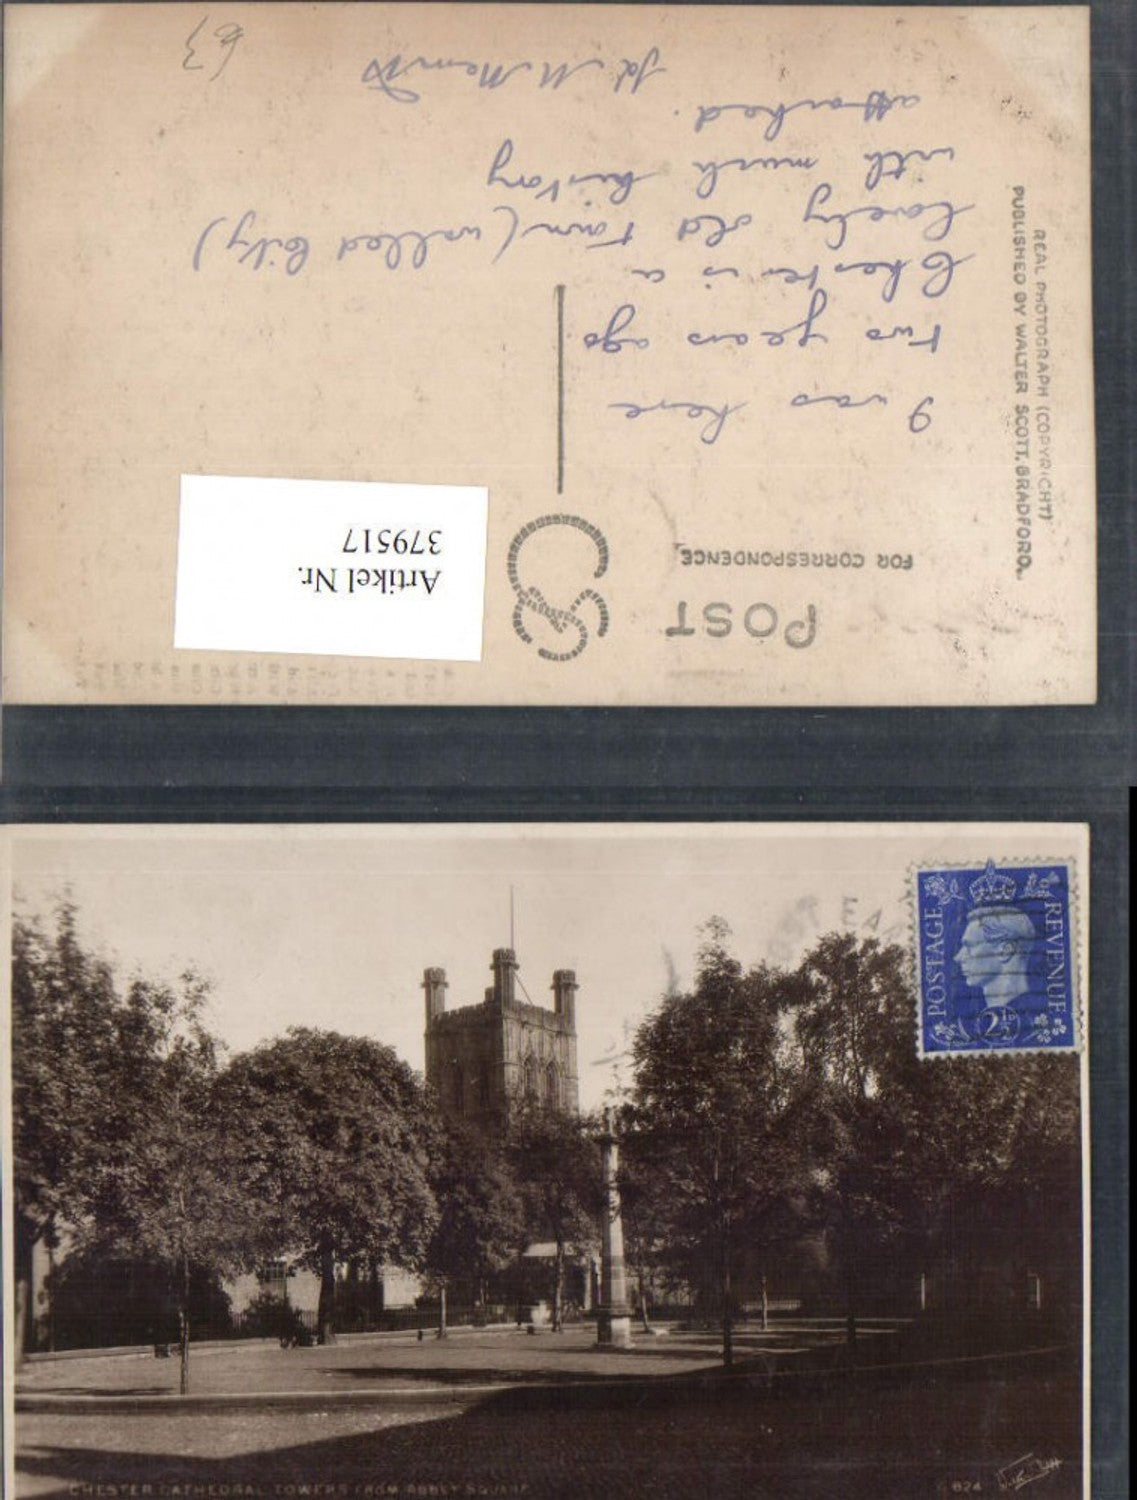 POST
FOR CORRESPONDENCE
REAL PHOTOGRAPH (COPYRIGHT)
PUBLISHED BY WALTER SCOTT, BRADFORD.
Artikel Nr.
379517
I was here
two years ago.
Chester is a
lovely old town (walled City)
with much history
attached.
63
POSTAGE
REVENUE
2½D
CHESTER CATHEDRAL TOWERS FROM ABBEY SQUARE
G 824